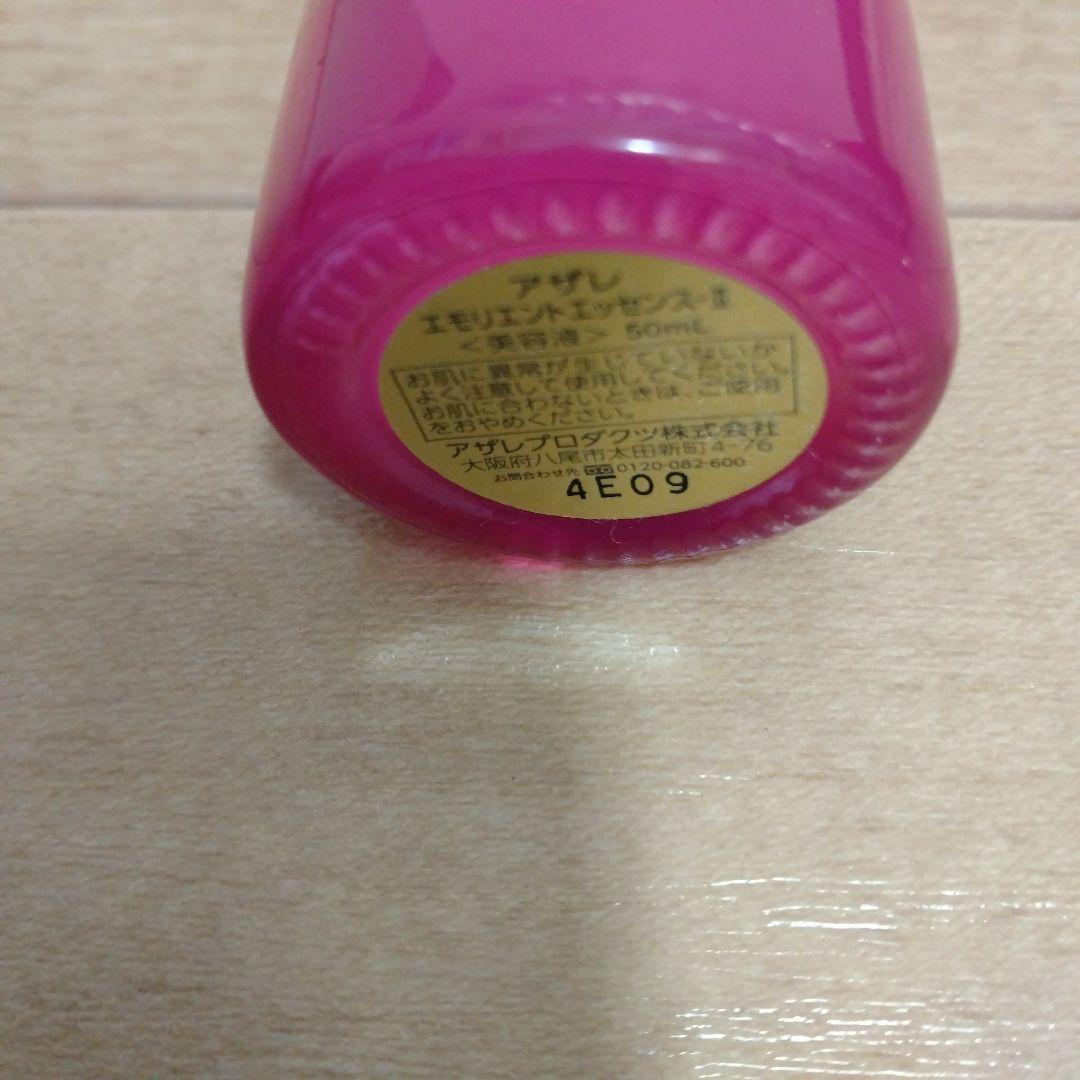 アザレ
エモリエントエッセンス-Ⅱ
＜美容液＞ 50mL
お肌に異常が生じていないか
よく注意して使用してください。
お肌に合わないときは、ご使用
をおやめください。
アザレプロダクツ株式会社
大阪府八尾市太田新町4-76
お問合わせ先 0120-082-600
4E09